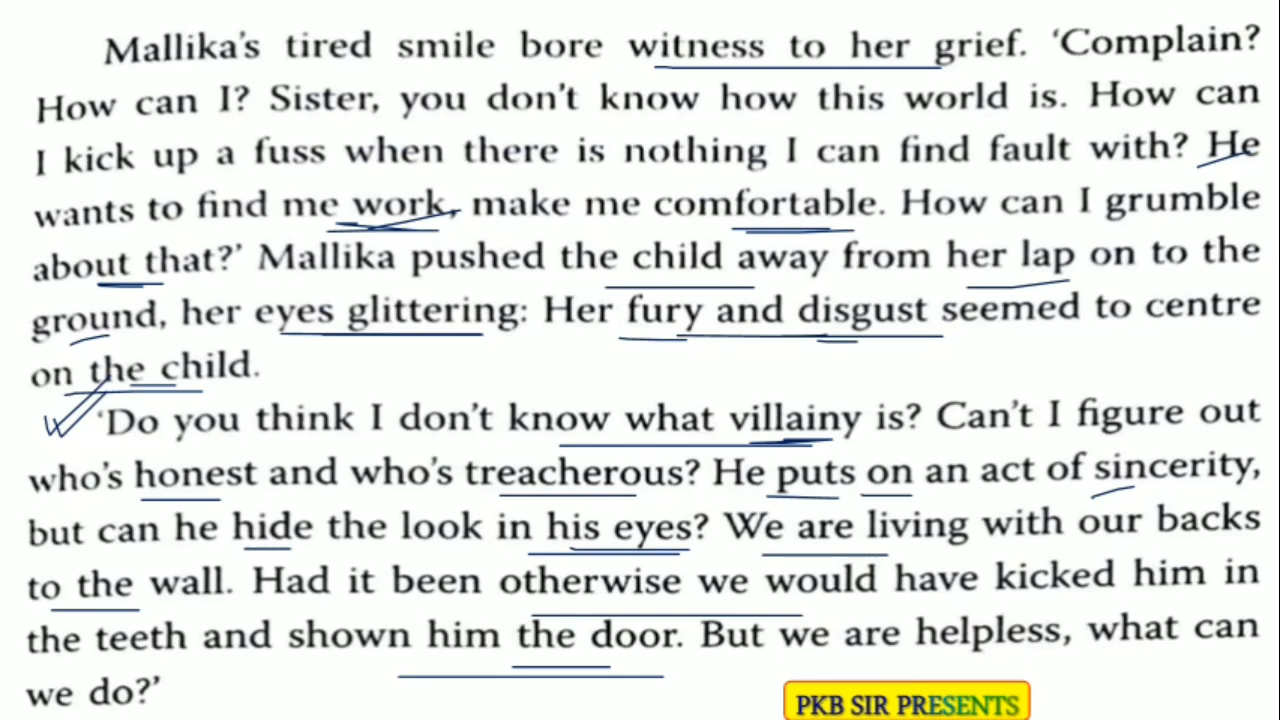 Mallika's tired smile bore witness to her grief. 'Complain?
How can I? Sister, you don't know how this world is. How can
I kick up a fuss when there is nothing I can find fault with? He
wants to find me work, make me comfortable. How can I grumble
about that?' Mallika pushed the child away from her lap on to the
ground, her eyes glittering: Her fury and disgust seemed to centre
on the child.
'Do you think I don't know what villainy is? Can't I figure out
who's honest and who's treacherous? He puts on an act of sincerity,
but can he hide the look in his eyes? We are living with our backs
to the wall. Had it been otherwise we would have kicked him in
the teeth and shown him the door. But we are helpless, what can
we do?'
PKB SIR PRESENTS